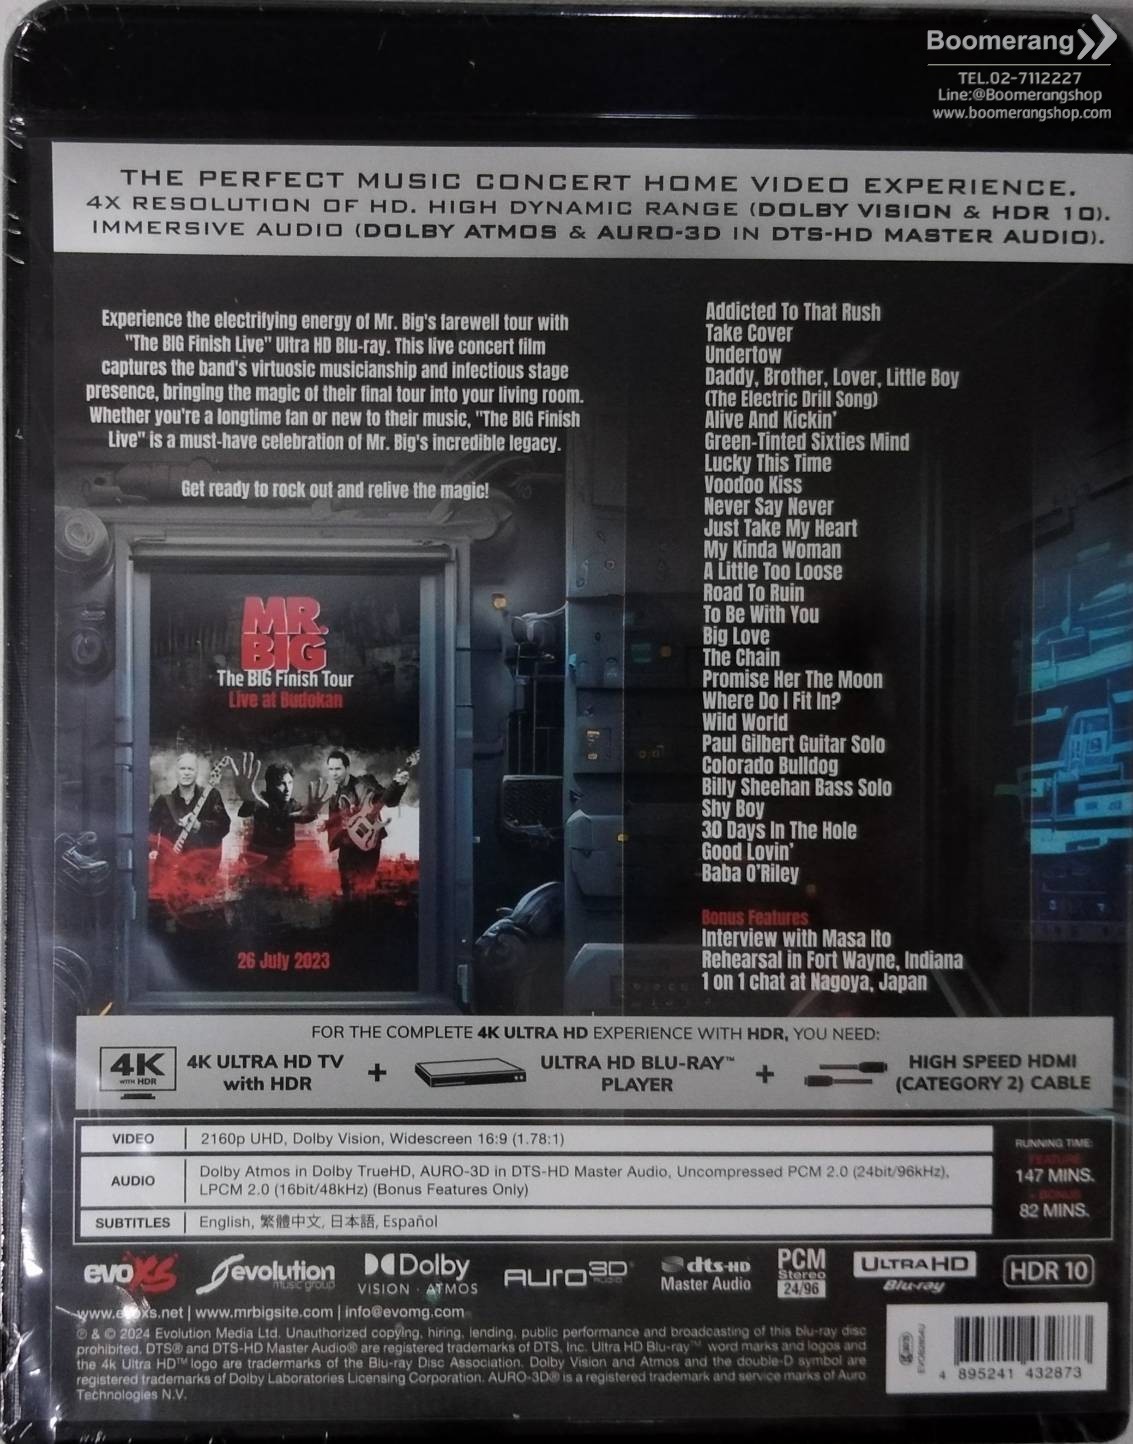 Boomerang
TEL.02-7112227
Line:@Boomerangshop
www.boomerangshop.com
THE PERFECT MUSIC CONCERT HOME VIDEO EXPERIENCE.
4X RESOLUTION OF HD. HIGH DYNAMIC RANGE (DOLBY VISION & HDR 10).
IMMERSIVE AUDIO (DOLBY ATMOS & AURO-3D IN DTS-HD MASTER AUDIO).
Experience the electrifying energy of Mr. Big's farewell tour with
"The BIG Finish Live" Ultra HD Blu-ray. This live concert film
captures the band's virtuosic musicianship and infectious stage
presence, bringing the magic of their final tour into your living room.
Whether you're a longtime fan or new to their music, "The BIG Finish
Live" is a must-have celebration of Mr. Big's incredible legacy.
Get ready to rock out and relive the magic!
MR.
BIG
The BIG Finish Tour
Live at Budokan
26 July 2023
Addicted To That Rush
Take Cover
Undertow
Daddy, Brother, Lover, Little Boy
(The Electric Drill Song)
Alive And Kickin'
Green-Tinted Sixties Mind
Lucky This Time
Voodoo Kiss
Never Say Never
Just Take My Heart
My Kinda Woman
A Little Too Loose
Road To Ruin
To Be With You
Big Love
The Chain
Promise Her The Moon
Where Do I Fit In?
Wild World
Paul Gilbert Guitar Solo
Colorado Bulldog
Billy Sheehan Bass Solo
Shy Boy
30 Days In The Hole
Good Lovin'
Baba O'Riley
Bonus Features
Interview with Masa Ito
Rehearsal in Fort Wayne, Indiana
1 on 1 chat at Nagoya, Japan
FOR THE COMPLETE 4K ULTRA HD EXPERIENCE WITH HDR, YOU NEED:
4K WITH HDR
4K ULTRA HD TV
with HDR
+
ULTRA HD BLU-RAY™
PLAYER
+
HIGH SPEED HDMI
(CATEGORY 2) CABLE
VIDEO 2160p UHD, Dolby Vision, Widescreen 16:9 (1.78:1)
AUDIO Dolby Atmos in Dolby TrueHD, AURO-3D in DTS-HD Master Audio, Uncompressed PCM 2.0 (24bit/96kHz),
LPCM 2.0 (16bit/48kHz) (Bonus Features Only)
SUBTITLES English, 繁體中文, 日本語, Español
RUNNING TIME:
FEATURE
147 MINS.
+ BONUS
82 MINS.
evoxs
evolution
music group
Dolby
VISION · ATMOS
AURO 3D
AUDIO
dts-HD
Master Audio
PCM
Stereo
24/96
ULTRA HD
Blu-ray
HDR 10
www.evoxs.net | www.mrbigsite.com | info@evomg.com
℗ & © 2024 Evolution Media Ltd. Unauthorized copying, hiring, lending, public performance and broadcasting of this blu-ray disc
prohibited. DTS® and DTS-HD Master Audio® are registered trademarks of DTS, Inc. Ultra HD Blu-ray™ word marks and logos and
the 4K Ultra HD™ logo are trademarks of the Blu-ray Disc Association. Dolby Vision and Atmos and the double-D symbol are
registered trademarks of Dolby Laboratories Licensing Corporation. AURO-3D® is a registered trademark and service marks of Auro
Technologies N.V.
4 895241 432873